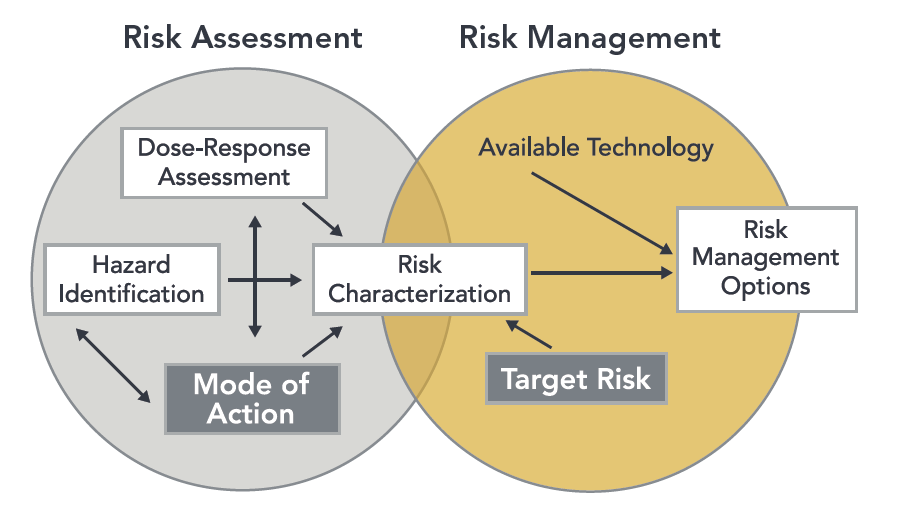 Risk Assessment
Risk Management
Dose-Response
Assessment
Available Technology
Hazard
Identification
Risk
Characterization
Risk
Management
Options
Mode of
Action
Target Risk